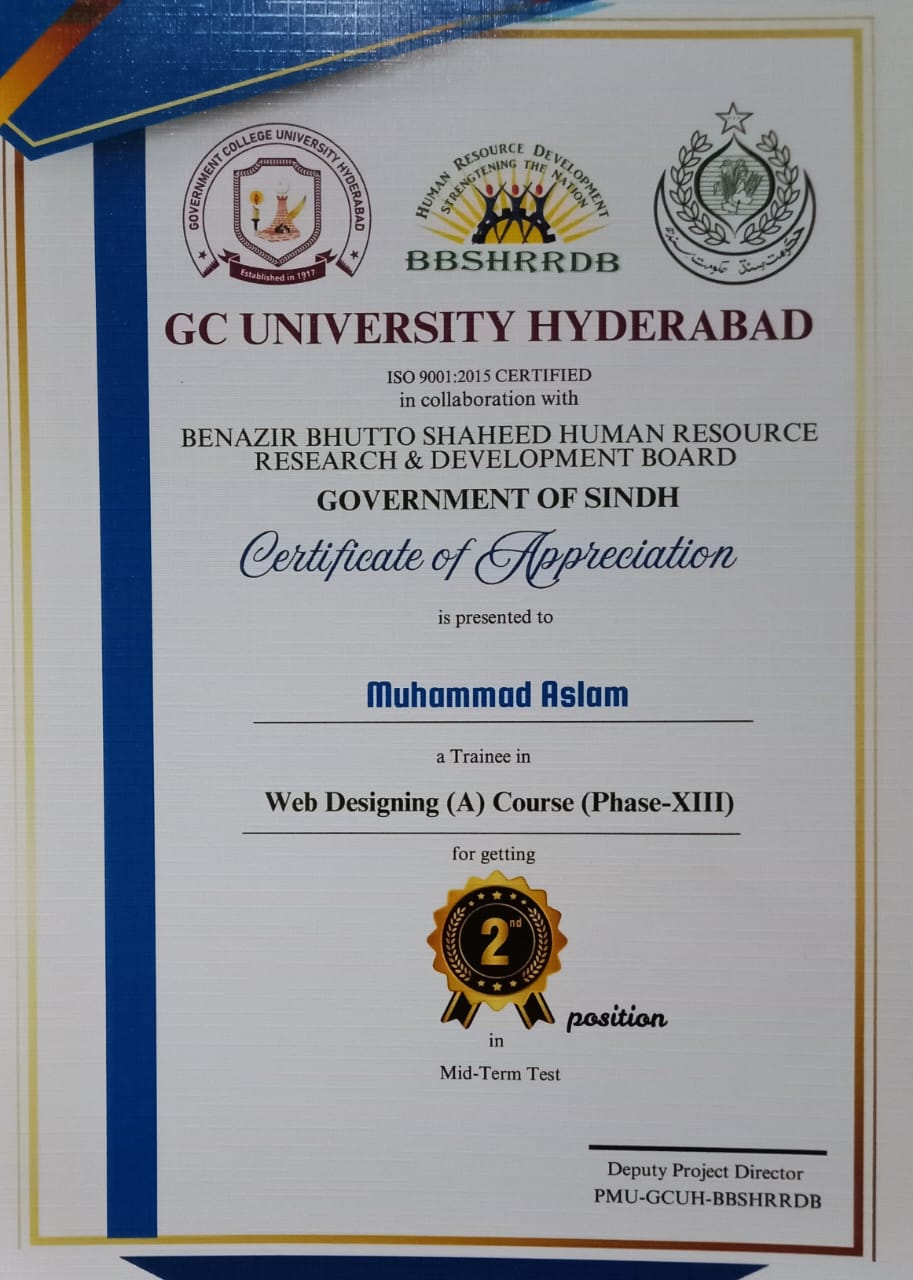 GOVERNMENT COLLEGE UNIVERSITY HYDERABAD
Established in 1917
HUMAN RESOURCE DEVELOPMENT
STRENGTENING THE NATION
BBSHRRDB
GC UNIVERSITY HYDERABAD
ISO 9001:2015 CERTIFIED
in collaboration with
BENAZIR BHUTTO SHAHEED HUMAN RESOURCE
RESEARCH & DEVELOPMENT BOARD
GOVERNMENT OF SINDH
Certificate of Appreciation
is presented to
Muhammad Aslam
a Trainee in
Web Designing (A) Course (Phase-XIII)
for getting
2nd
position
in
Mid-Term Test
Deputy Project Director
PMU-GCUH-BBSHRRDB